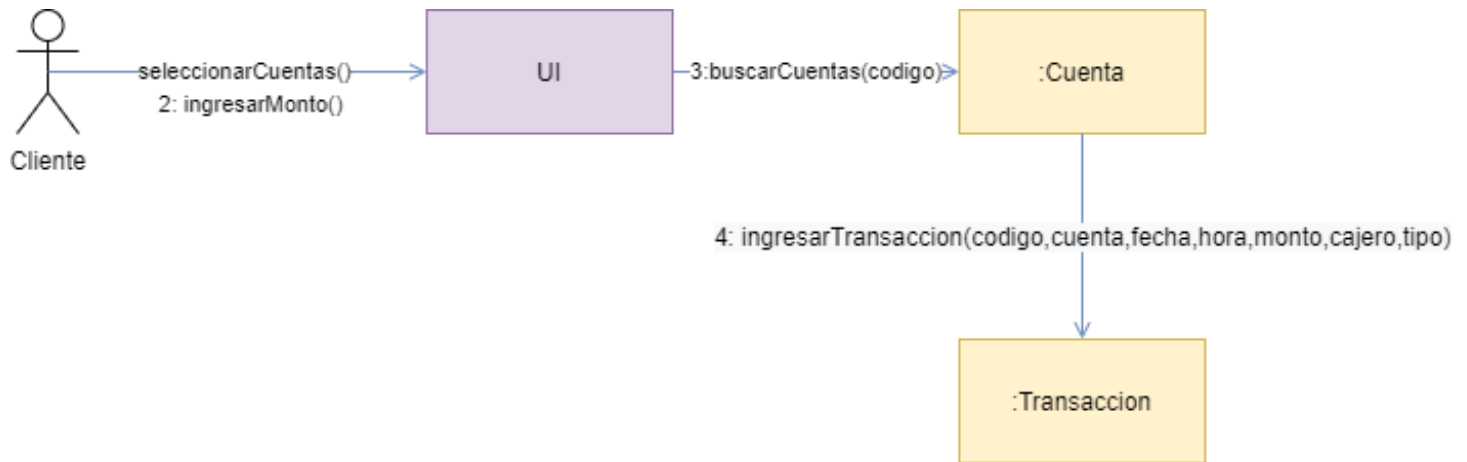 seleccionarCuentas()
2: ingresarMonto()
Cliente
UI
3:buscarCuentas(codigo)
:Cuenta
4: ingresarTransaccion(codigo,cuenta,fecha,hora,monto,cajero,tipo)
:Transaccion